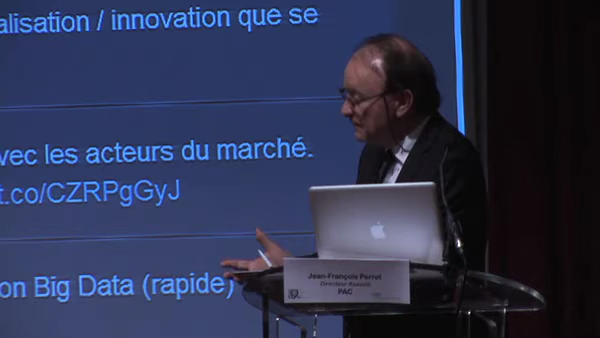 alisation / innovation que se
vec les acteurs du marché.
t.co/CZRPgGyJ
on Big Data (rapide)
Jean-François Perret
Directeur Associé
PAC